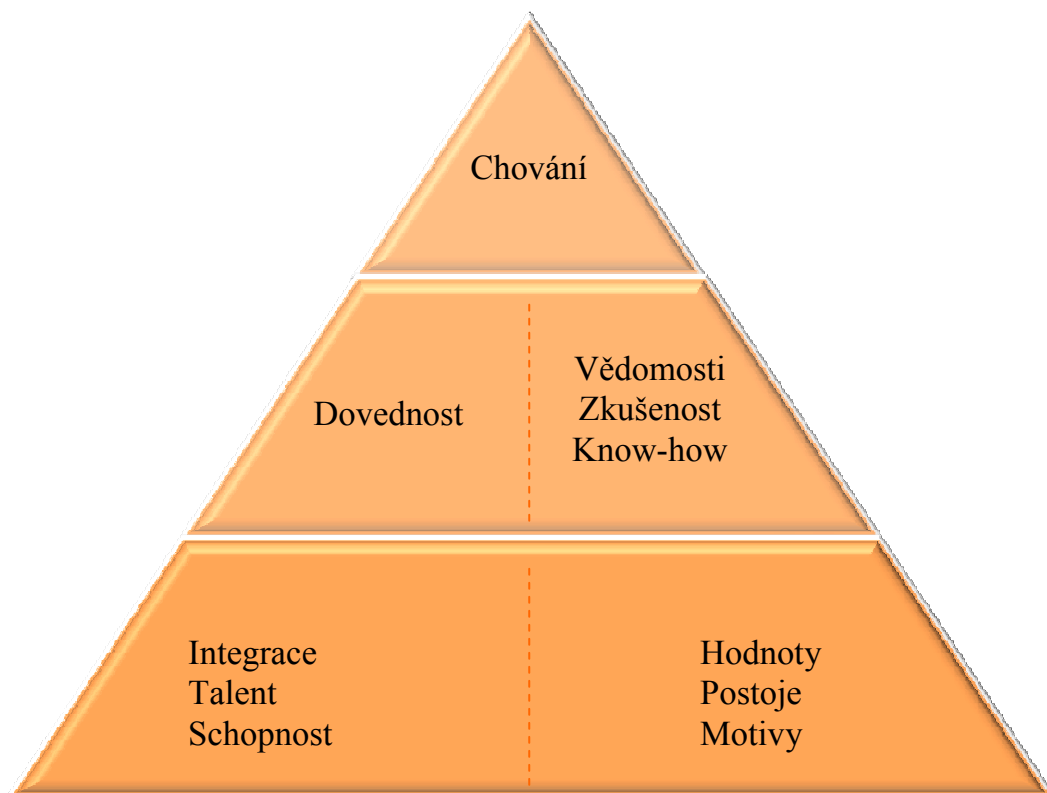 Chování
Dovednost
Vědomosti
Zkušenost
Know-how
Integrace
Talent
Schopnost
Hodnoty
Postoje
Motivy